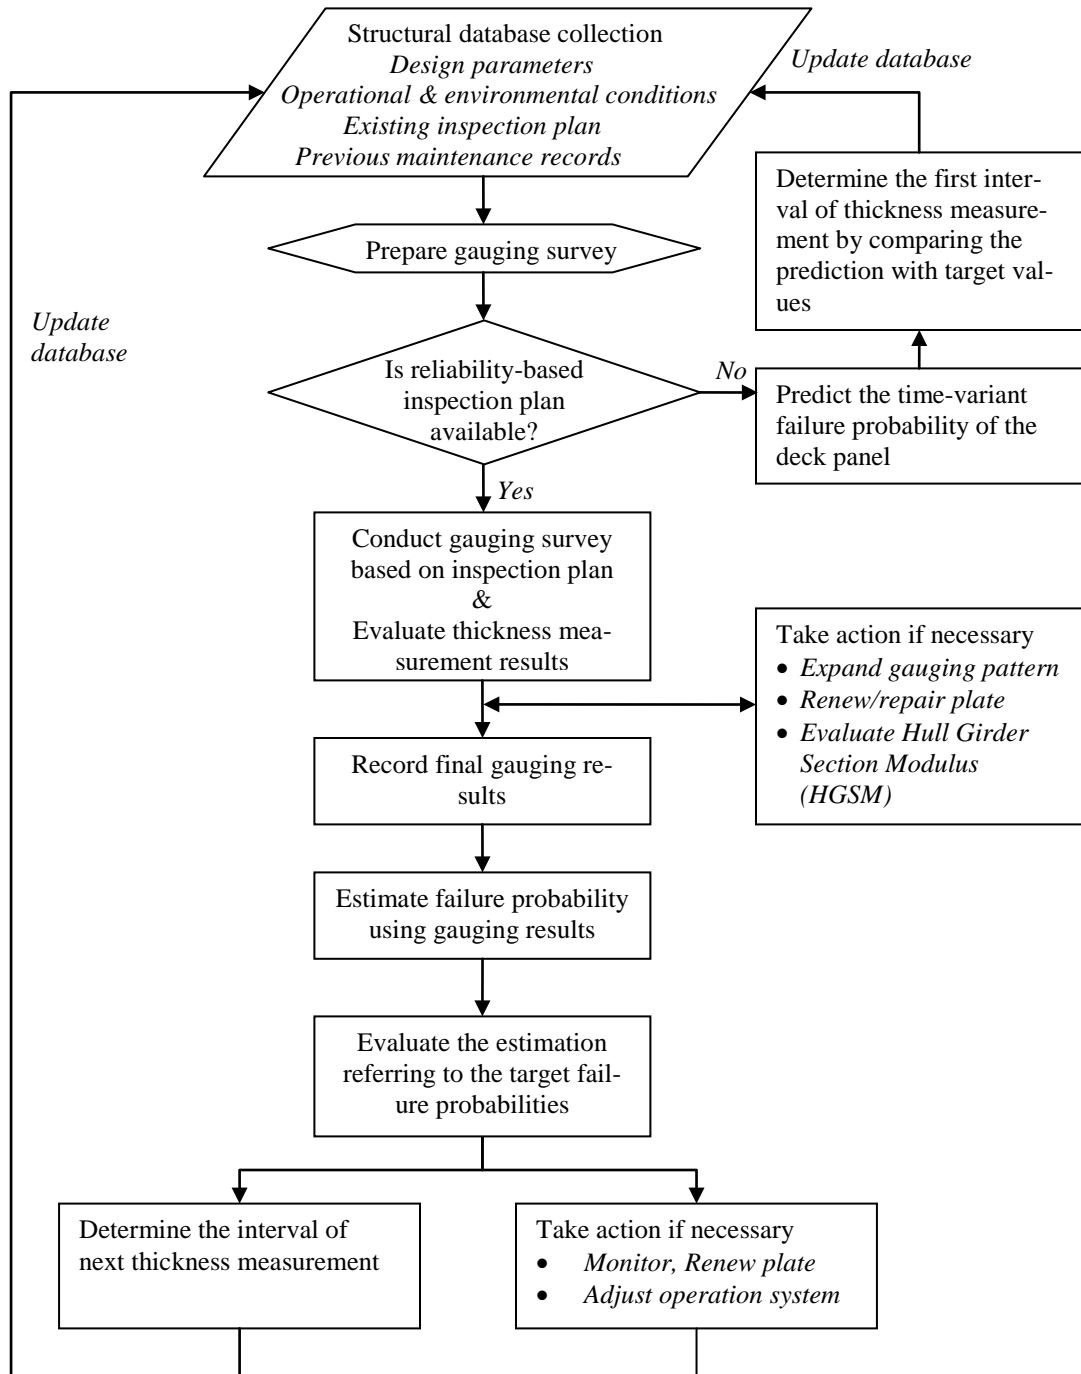 Structural database collection
Design parameters
Operational & environmental conditions
Existing inspection plan
Previous maintenance records
Update database
Determine the first inter-
val of thickness measure-
ment by comparing the
prediction with target val-
ues
Prepare gauging survey
Update
database
Is reliability-based
inspection plan
available?
No
Predict the time-variant
failure probability of the
deck panel
Yes
Conduct gauging survey
based on inspection plan
&
Evaluate thickness mea-
surement results
Take action if necessary
• Expand gauging pattern
• Renew/repair plate
• Evaluate Hull Girder
Section Modulus
(HGSM)
Record final gauging re-
sults
Estimate failure probability
using gauging results
Evaluate the estimation
referring to the target fail-
ure probabilities
Determine the interval of
next thickness measurement
Take action if necessary
• Monitor, Renew plate
• Adjust operation system